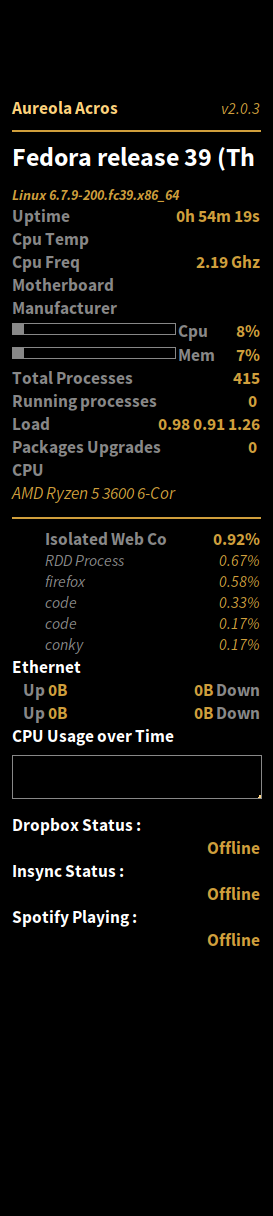 Aureola Acros v2.0.3
Fedora release 39 (Th
Linux 6.7.9-200.fc39.x86_64
Uptime 0h 54m 19s
Cpu Temp
Cpu Freq 2.19 Ghz
Motherboard
Manufacturer
Cpu 8%
Mem 7%
Total Processes 415
Running processes 0
Load 0.98 0.91 1.26
Packages Upgrades 0
CPU
AMD Ryzen 5 3600 6-Cor
Isolated Web Co 0.92%
RDD Process 0.67%
firefox 0.58%
code 0.33%
code 0.17%
conky 0.17%
Ethernet
Up 0B 0B Down
Up 0B 0B Down
CPU Usage over Time
Dropbox Status :
Offline
Insync Status :
Offline
Spotify Playing :
Offline